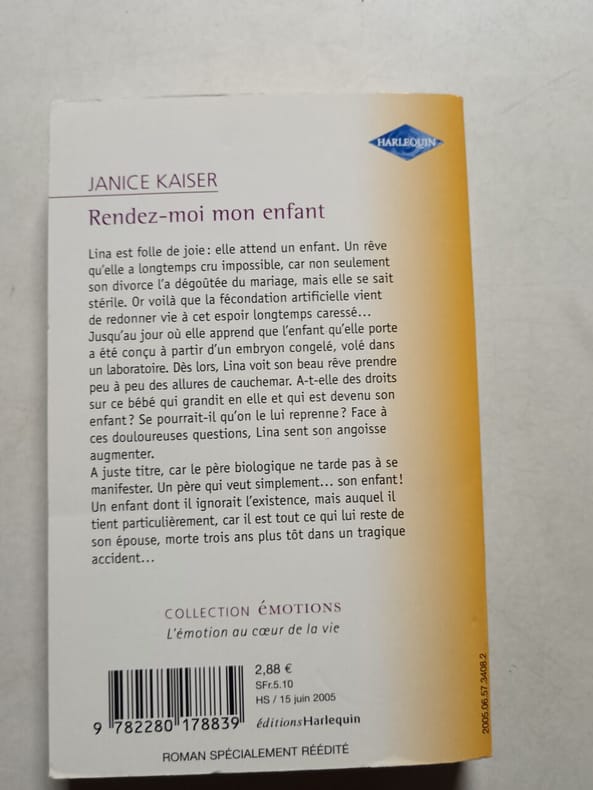 HARLEQUIN
JANICE KAISER
Rendez-moi mon enfant
Lina est folle de joie : elle attend un enfant. Un rêve
qu'elle a longtemps cru impossible, car non seulement
son divorce l'a dégoûtée du mariage, mais elle se sait
stérile. Or voilà que la fécondation artificielle vient
de redonner vie à cet espoir longtemps caressé...
Jusqu'au jour où elle apprend que l'enfant qu'elle porte
a été conçu à partir d'un embryon congelé, volé dans
un laboratoire. Dès lors, Lina voit son beau rêve prendre
peu à peu des allures de cauchemar. A-t-elle des droits
sur ce bébé qui grandit en elle et qui est devenu son
enfant ? Se pourrait-il qu'on le lui reprenne ? Face à
ces douloureuses questions, Lina sent son angoisse
augmenter.
A juste titre, car le père biologique ne tarde pas à se
manifester. Un père qui veut simplement... son enfant !
Un enfant dont il ignorait l'existence, mais auquel il
tient particulièrement, car il est tout ce qui lui reste de
son épouse, morte trois ans plus tôt dans un tragique
accident...
COLLECTION éMOTIONS
L'émotion au cœur de la vie
2,88 €
SFr.5.10
HS / 15 juin 2005
éditionsHarlequin
9 782280 178839
ROMAN SPÉCIALEMENT RÉÉDITÉ
2005.06.57.3408.2